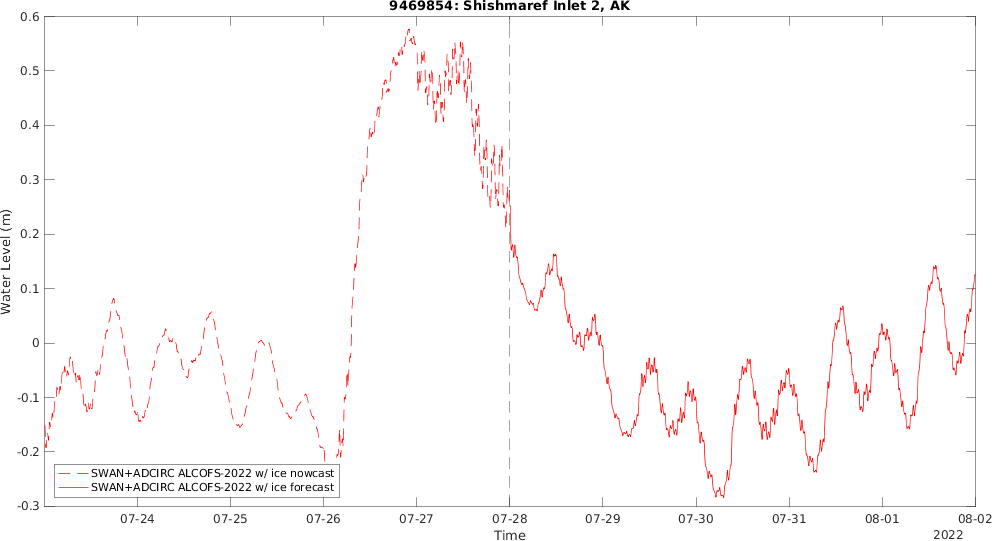 9469854: Shishmaref Inlet 2, AK
0.6
0.5
0.4
0.3
0.2
0.1
0
-0.1
-0.2
-0.3
Water Level (m)
SWAN+ADCIRC ALCOFS-2022 w/ ice nowcast
SWAN+ADCIRC ALCOFS-2022 w/ ice forecast
07-24 07-25 07-26 07-27 07-28 07-29 07-30 07-31 08-01 08-02
Time
2022